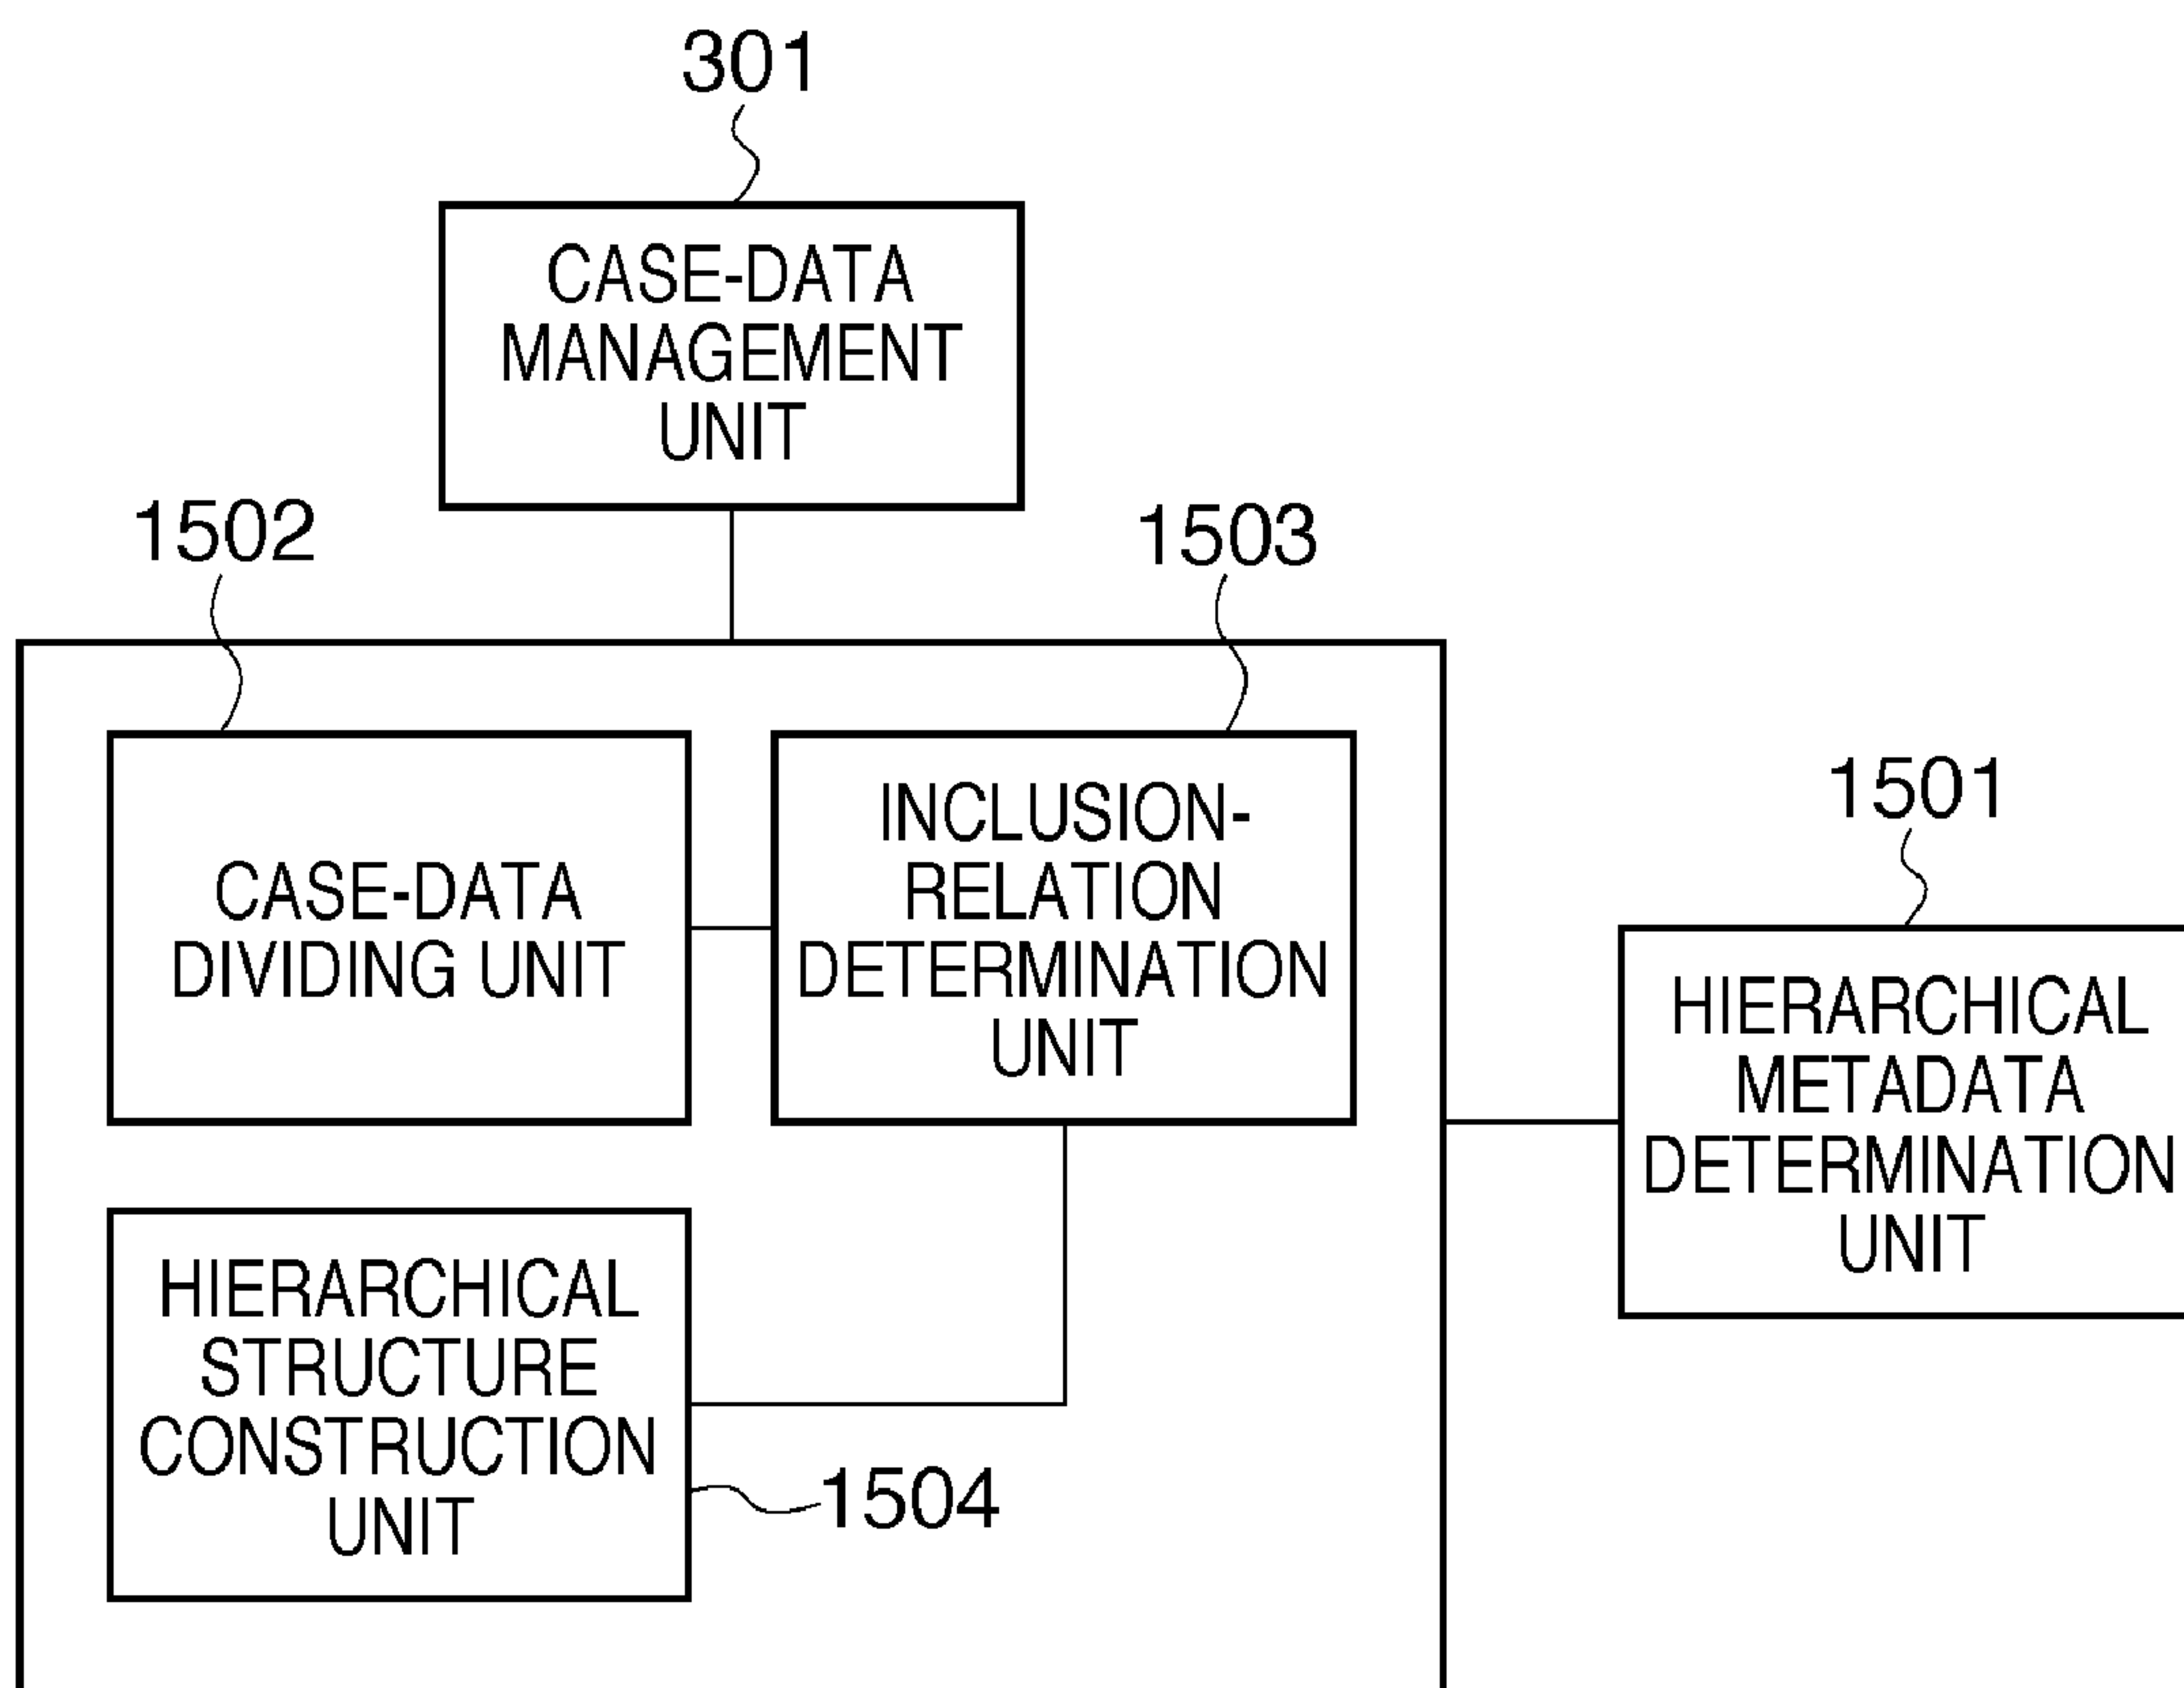 301
CASE-DATA
MANAGEMENT
UNIT
1502
1503
CASE-DATA
DIVIDING UNIT
INCLUSION-
RELATION
DETERMINATION
UNIT
1501
HIERARCHICAL
METADATA
DETERMINATION
UNIT
HIERARCHICAL
STRUCTURE
CONSTRUCTION
UNIT
1504